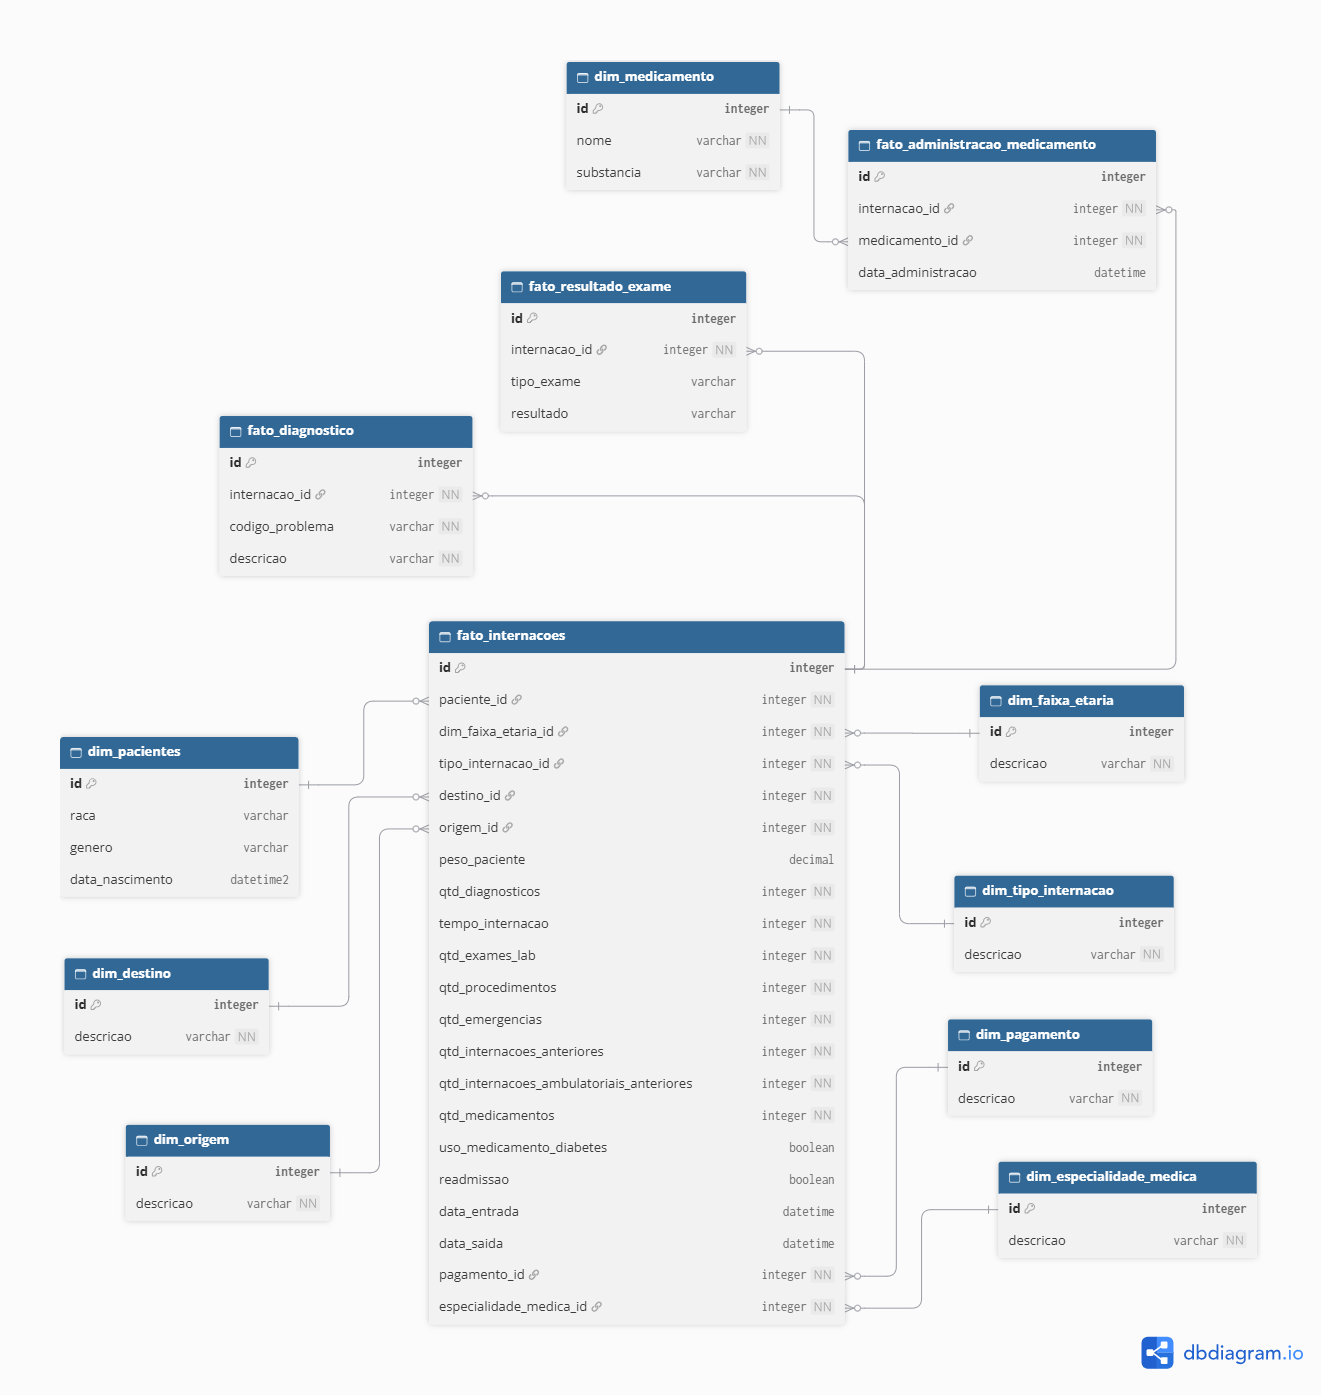 dim_medicamento
id integer
nome varchar NN
substancia varchar NN
fato_administracao_medicamento
id integer
internacao_id integer NN
medicamento_id integer NN
data_administracao datetime
fato_resultado_exame
id integer
internacao_id integer NN
tipo_exame varchar
resultado varchar
fato_diagnostico
id integer
internacao_id integer NN
codigo_problema varchar NN
descricao varchar NN
fato_internacoes
id integer
paciente_id integer NN
dim_faixa_etaria_id integer NN
tipo_internacao_id integer NN
destino_id integer NN
origem_id integer NN
peso_paciente decimal
qtd_diagnosticos integer NN
tempo_internacao integer NN
qtd_exames_lab integer NN
qtd_procedimentos integer NN
qtd_emergencias integer NN
qtd_internacoes_anteriores integer NN
qtd_internacoes_ambulatoriais_anteriores integer NN
qtd_medicamentos integer NN
uso_medicamento_diabetes boolean
readmissao boolean
data_entrada datetime
data_saida datetime
pagamento_id integer NN
especialidade_medica_id integer NN
dim_pacientes
id integer
raca varchar
genero varchar
data_nascimento datetime2
dim_destino
id integer
descricao varchar NN
dim_origem
id integer
descricao varchar NN
dim_faixa_etaria
id integer
descricao varchar NN
dim_tipo_internacao
id integer
descricao varchar NN
dim_pagamento
id integer
descricao varchar NN
dim_especialidade_medica
id integer
descricao varchar NN
dbdiagram.io